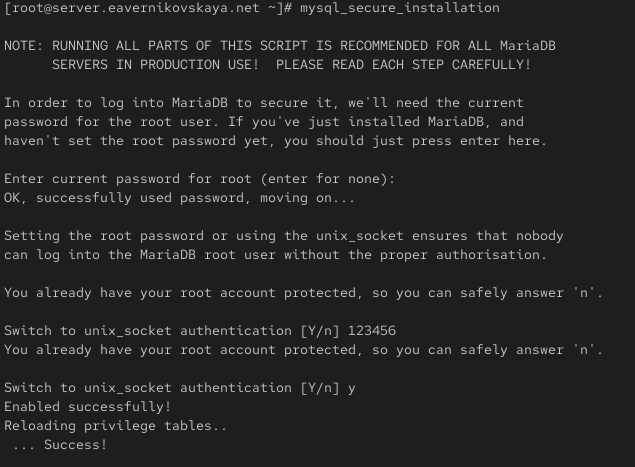 [root@server.eavernikovskaya.net ~]# mysql_secure_installation
NOTE: RUNNING ALL PARTS OF THIS SCRIPT IS RECOMMENDED FOR ALL MariaDB
SERVERS IN PRODUCTION USE!  PLEASE READ EACH STEP CAREFULLY!
In order to log into MariaDB to secure it, we'll need the current
password for the root user. If you've just installed MariaDB, and
haven't set the root password yet, you should just press enter here.
Enter current password for root (enter for none):
OK, successfully used password, moving on...
Setting the root password or using the unix_socket ensures that nobody
can log into the MariaDB root user without the proper authorisation.
You already have your root account protected, so you can safely answer 'n'.
Switch to unix_socket authentication [Y/n] 123456
You already have your root account protected, so you can safely answer 'n'.
Switch to unix_socket authentication [Y/n] y
Enabled successfully!
Reloading privilege tables..
 ... Success!